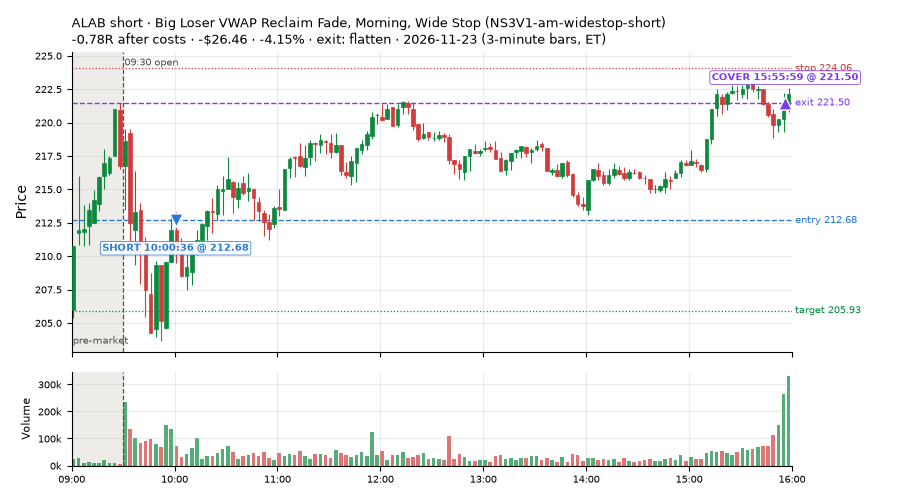 ALAB short · Big Loser VWAP Reclaim Fade, Morning, Wide Stop (NS3V1-am-widestop-short)
-0.78R after costs · -$26.46 · -4.15% · exit: flatten · 2026-11-23 (3-minute bars, ET)
225.0
222.5
220.0
217.5
215.0
212.5
210.0
207.5
205.0
Price
09:30 open
stop 224.06
COVER 15:55:59 @ 221.50
exit 221.50
entry 212.68
SHORT 10:00:36 @ 212.68
target 205.93
pre-market
300k
200k
100k
0k
Volume
09:00
10:00
11:00
12:00
13:00
14:00
15:00
16:00